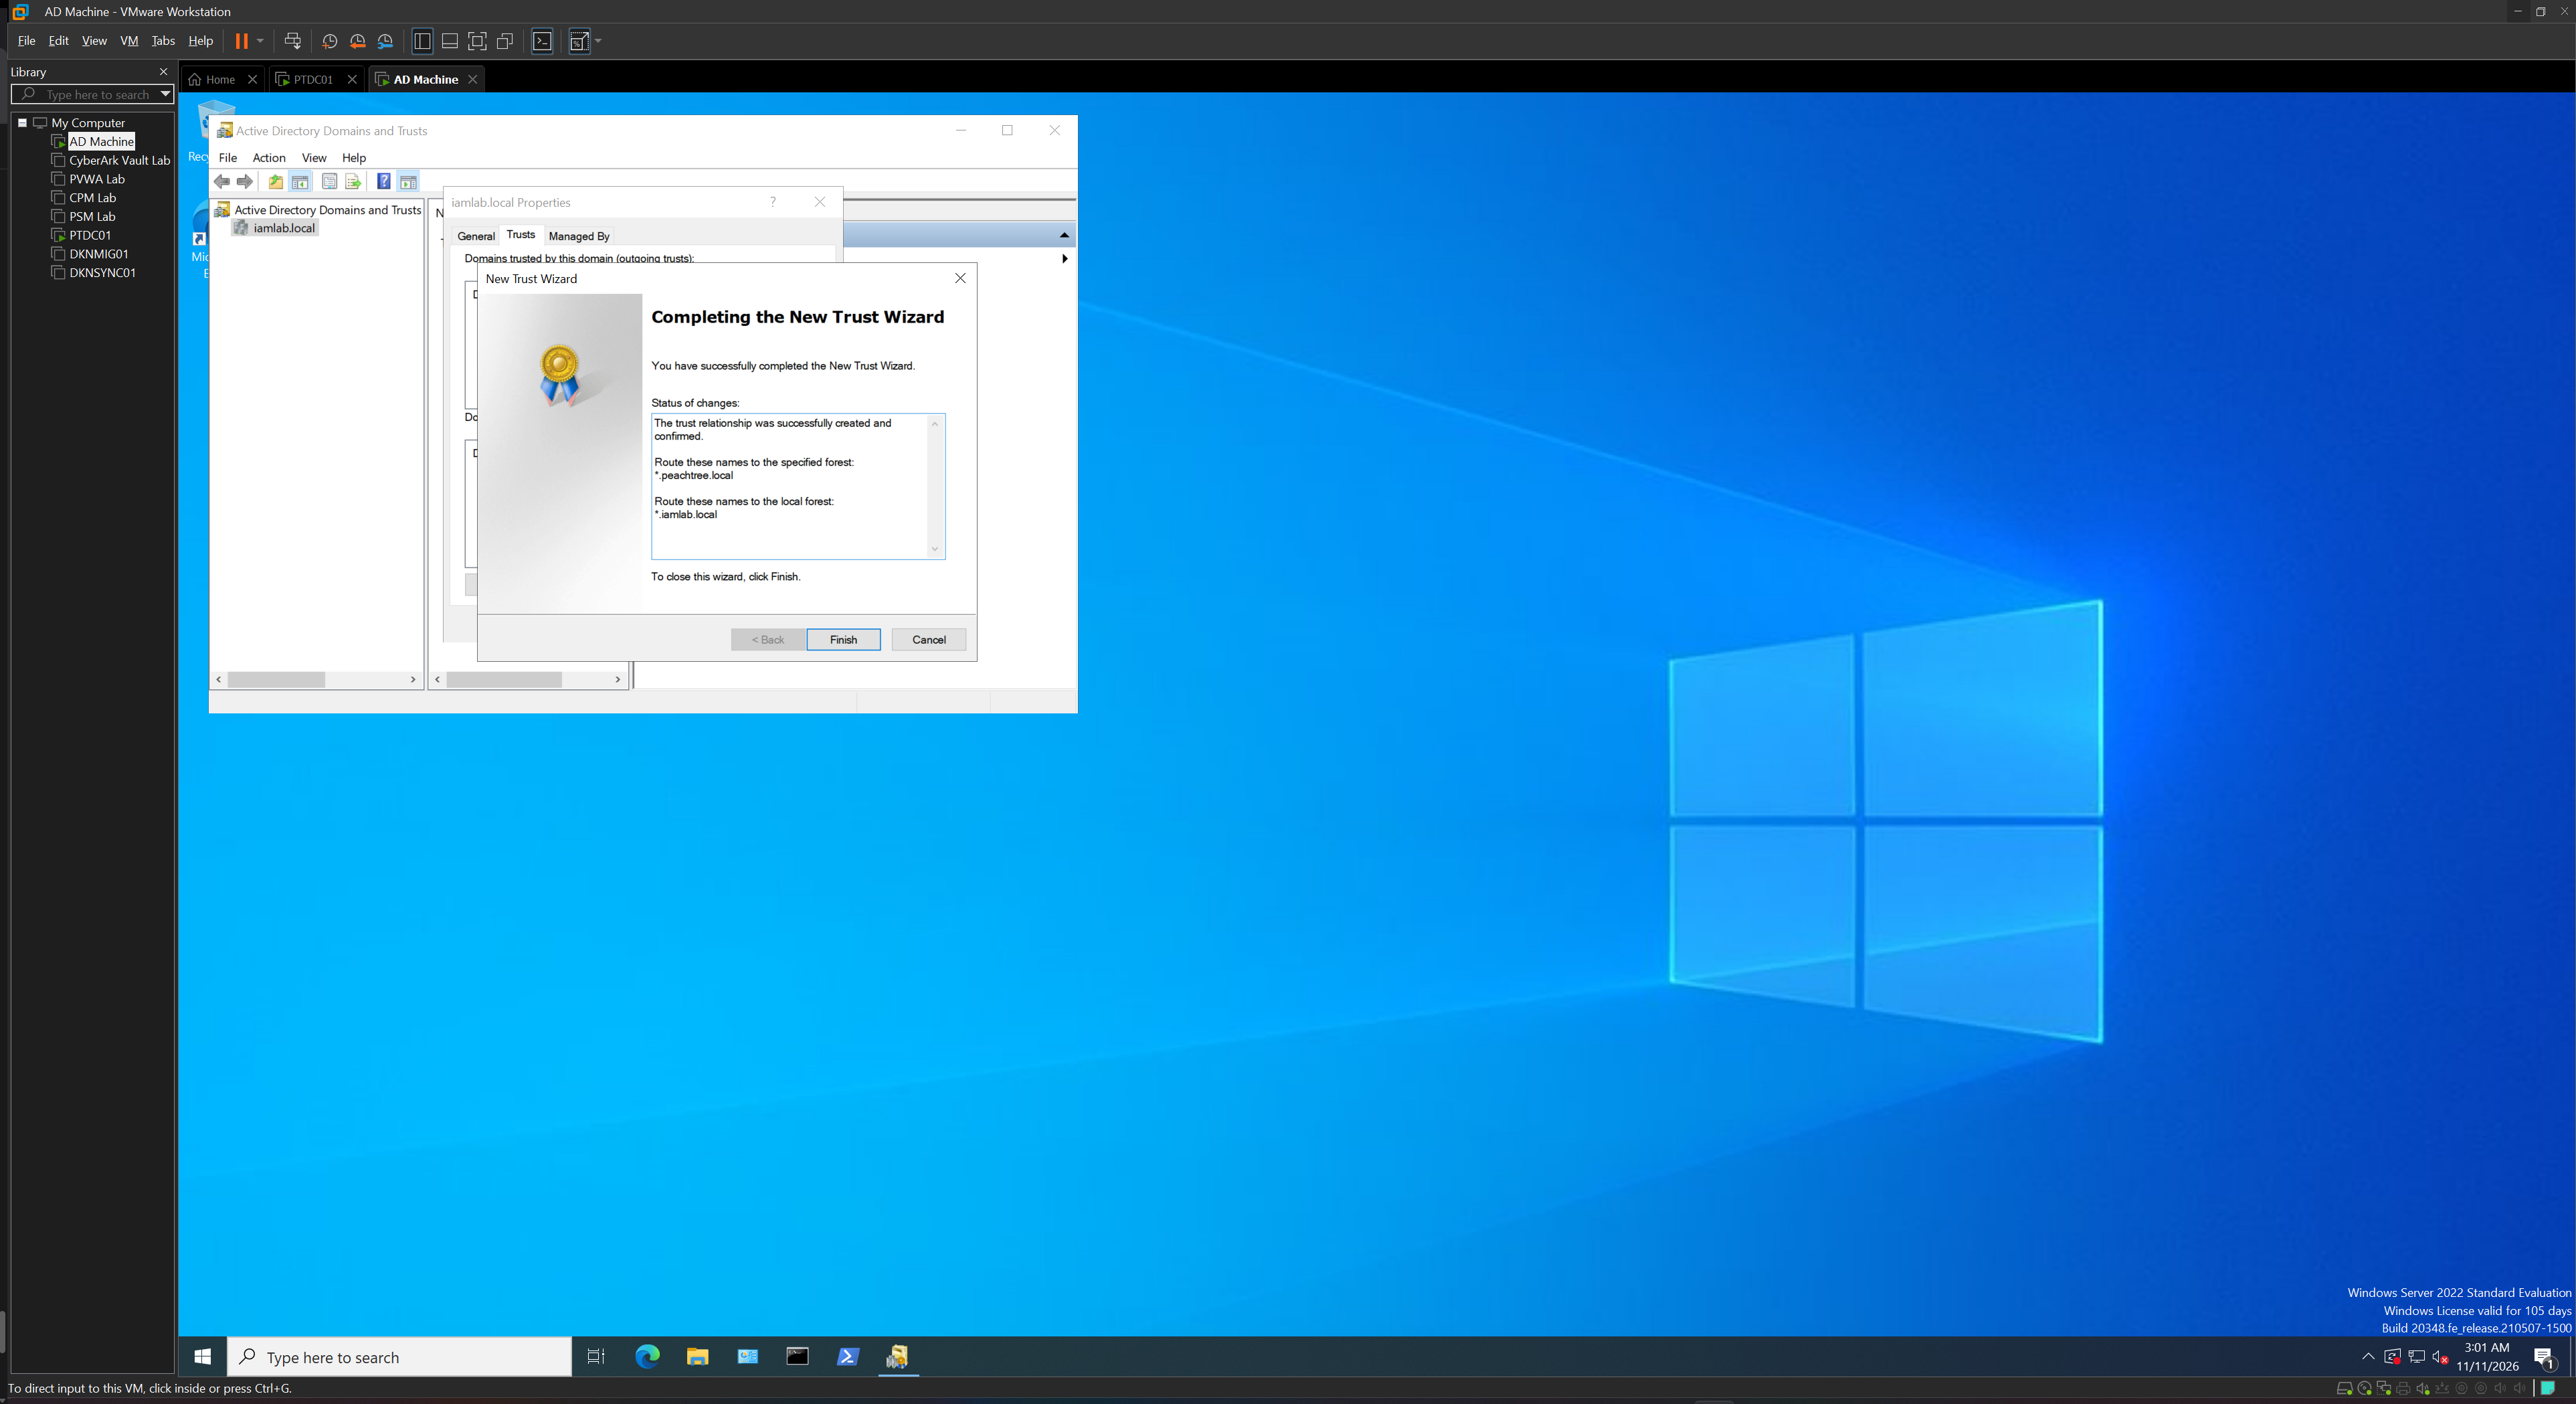 AD Machine - VMware Workstation
File Edit View VM Tabs Help
Library
Type here to search
My Computer
AD Machine
CyberArk Vault Lab
PVWA Lab
CPM Lab
PSM Lab
PTDC01
DKNMIG01
DKNSYNC01
Home PTDC01 AD Machine
Active Directory Domains and Trusts
File Action View Help
Active Directory Domains and Trusts
iamlab.local
iamlab.local Properties
General Trusts Managed By
Domains trusted by this domain (outgoing trusts):
New Trust Wizard
Completing the New Trust Wizard
You have successfully completed the New Trust Wizard.
Status of changes:
The trust relationship was successfully created and
confirmed.
Route these names to the specified forest:
*.peachtree.local
Route these names to the local forest:
*.iamlab.local
To close this wizard, click Finish.
< Back Finish Cancel
Windows Server 2022 Standard Evaluation
Windows License valid for 105 days
Build 20348.fe_release.210507-1500
Type here to search
3:01 AM
11/11/2026
1
To direct input to this VM, click inside or press Ctrl+G.